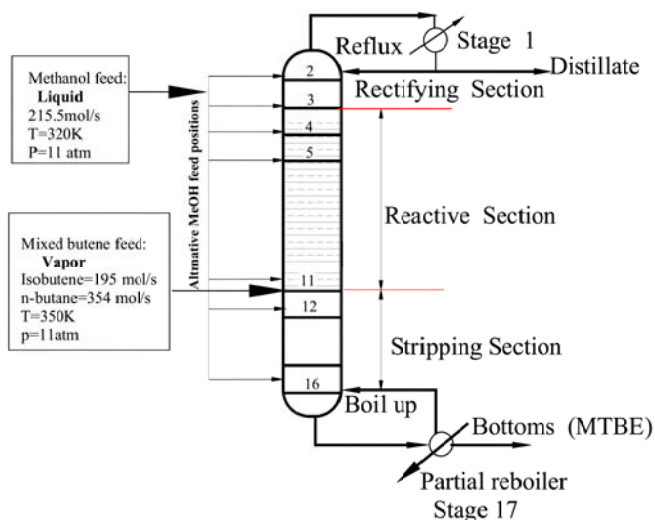 Methanol feed:
Liquid
215.5mol/s
T=320K
P=11 atm
Mixed butene feed:
Vapor
Isobutene=195 mol/s
n-butane=354 mol/s
T=350K
p=11atm
Altmative MeOH feed positions
2
3
4
5
11
12
16
Reflux
Stage 1
Distillate
Rectifying Section
Reactive Section
Stripping Section
Boil up
Bottoms (MTBE)
Partial reboiler
Stage 17